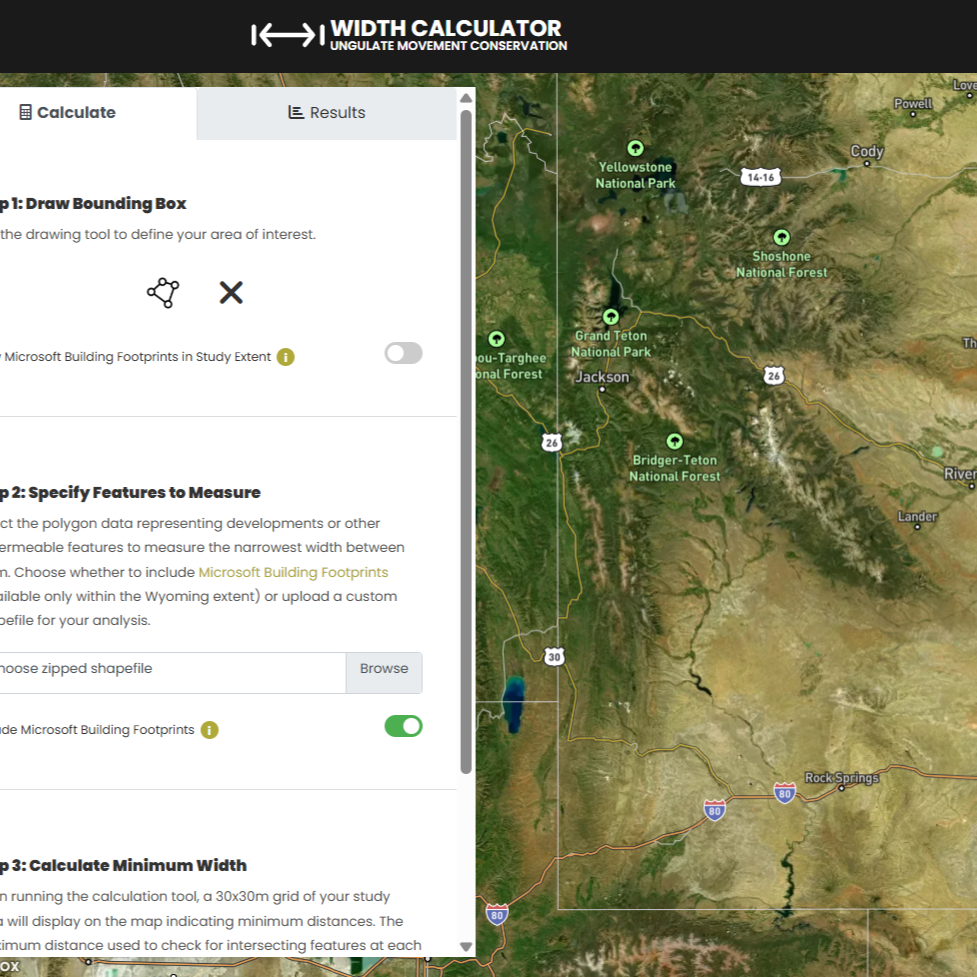 WIDTH CALCULATOR
UNGULATE MOVEMENT CONSERVATION
Calculate
Results
p 1: Draw Bounding Box
the drawing tool to define your area of interest.
Microsoft Building Footprints in Study Extent
p 2: Specify Features to Measure
ct the polygon data representing developments or other
ermeable features to measure the narrowest width between
m. Choose whether to include Microsoft Building Footprints
ailable only within the Wyoming extent) or upload a custom
pefile for your analysis.
hoose zipped shapefile
Browse
de Microsoft Building Footprints
p 3: Calculate Minimum Width
n running the calculation tool, a 30x30m grid of your study
a will display on the map indicating minimum distances. The
imum distance used to check for intersecting features at each
ox
Love
Powell
Cody
14-16
Yellowstone
National Park
Shoshone
National Forest
Grand Teton
National Park
ou-Targhee
onal Forest
Jackson
Th
26
26
Bridger-Teton
National Forest
River
Lander
30
Rock Springs
80
80
80